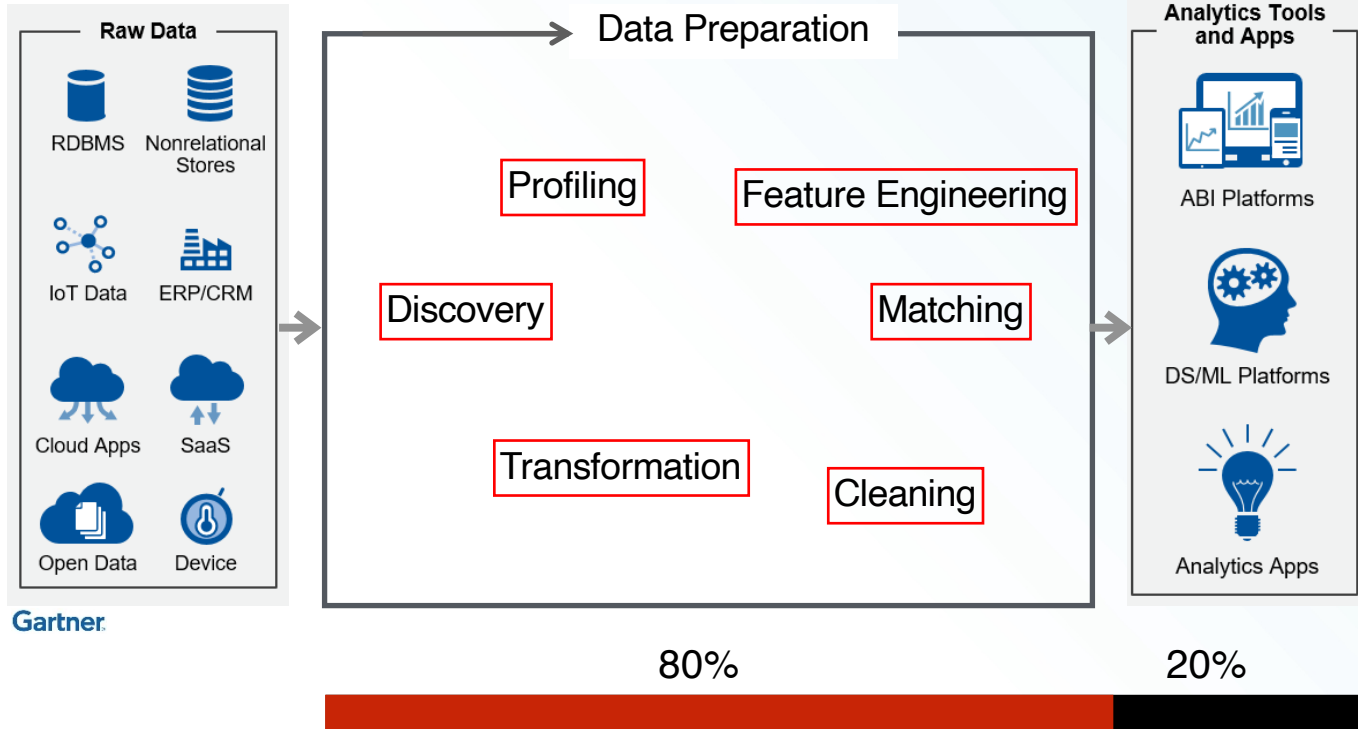 Raw Data
RDBMS
Nonrelational
Stores
IoT Data
ERP/CRM
Cloud Apps
SaaS
Open Data
Device
Gartner
Data Preparation
Profiling
Feature Engineering
Discovery
Matching
Transformation
Cleaning
Analytics Tools
and Apps
ABI Platforms
DS/ML Platforms
Analytics Apps
80%
20%